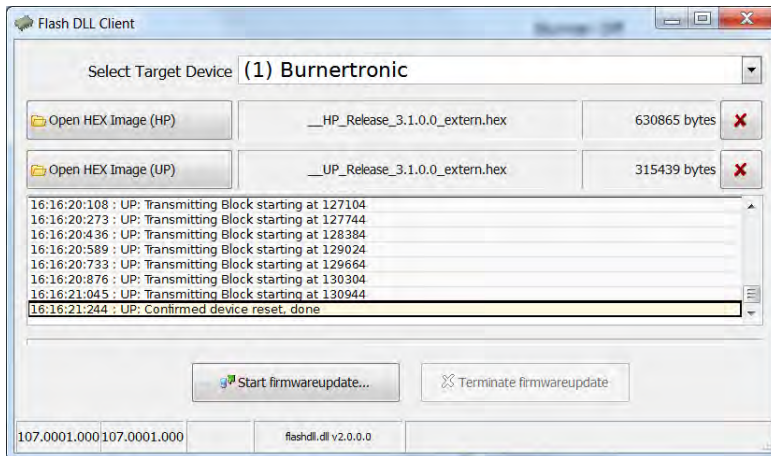 Flash DLL Client
Select Target Device (1) Burnertronic
Open HEX Image (HP) __HP_Release_3.1.0.0_extern.hex 630865 bytes
Open HEX Image (UP) __UP_Release_3.1.0.0_extern.hex 315439 bytes
16:16:20:108 : UP: Transmitting Block starting at 127104
16:16:20:273 : UP: Transmitting Block starting at 127744
16:16:20:436 : UP: Transmitting Block starting at 128384
16:16:20:589 : UP: Transmitting Block starting at 129024
16:16:20:733 : UP: Transmitting Block starting at 129664
16:16:20:876 : UP: Transmitting Block starting at 130304
16:16:21:045 : UP: Transmitting Block starting at 130944
16:16:21:244 : UP: Confirmed device reset, done
Start firmwareupdate... Terminate firmwareupdate
107.0001.000 107.0001.000 flashdll.dll v2.0.0.0